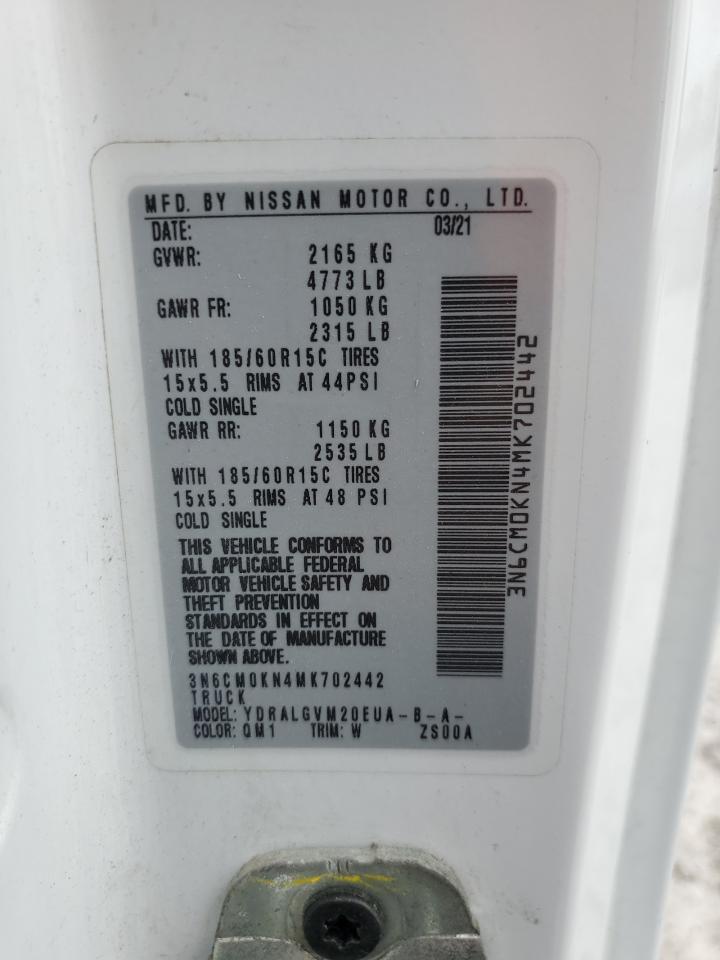 MFD. BY NISSAN MOTOR CO., LTD.
DATE: 03/21
GVWR: 2165 KG
4773 LB
GAWR FR: 1050 KG
2315 LB
WITH 185/60R15C TIRES
15x5.5 RIMS AT 44PSI
COLD SINGLE
GAWR RR: 1150 KG
2535 LB
WITH 185/60R15C TIRES
15x5.5 RIMS AT 48 PSI
COLD SINGLE
THIS VEHICLE CONFORMS TO
ALL APPLICABLE FEDERAL
MOTOR VEHICLE SAFETY AND
THEFT PREVENTION
STANDARDS IN EFFECT ON
THE DATE OF MANUFACTURE
SHOWN ABOVE.
3N6CM0KN4MK702442
TRUCK
MODEL: YDRALGVM20EUA-B-A-
COLOR: QM1 TRIM: W ZS00A
3N6CM0KN4MK702442